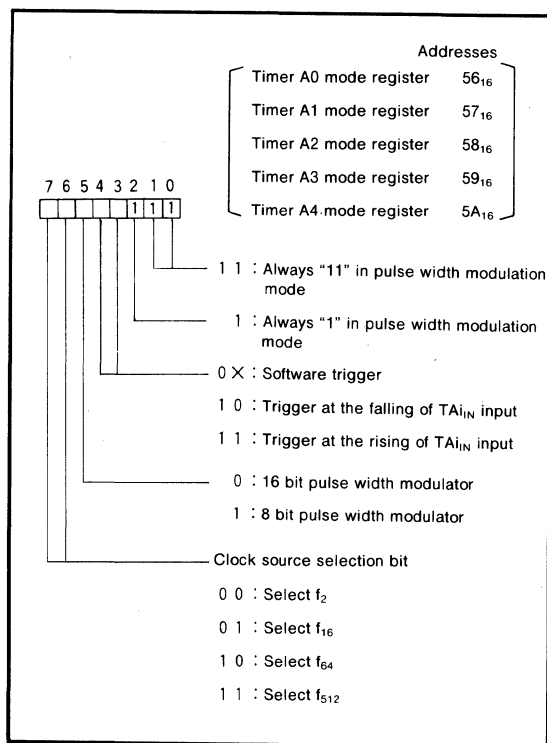 Addresses
Timer A0 mode register 56₁₆
Timer A1 mode register 57₁₆
Timer A2 mode register 58₁₆
Timer A3 mode register 59₁₆
Timer A4 mode register 5A₁₆
7 6 5 4 3 2 1 0
1 1 1
1 1 : Always “11” in pulse width modulation
mode
1 : Always “1” in pulse width modulation
mode
0 X : Software trigger
1 0 : Trigger at the falling of TAiIN input
1 1 : Trigger at the rising of TAiIN input
0 : 16 bit pulse width modulator
1 : 8 bit pulse width modulator
Clock source selection bit
0 0 : Select f₂
0 1 : Select f₁₆
1 0 : Select f₆₄
1 1 : Select f₅₁₂